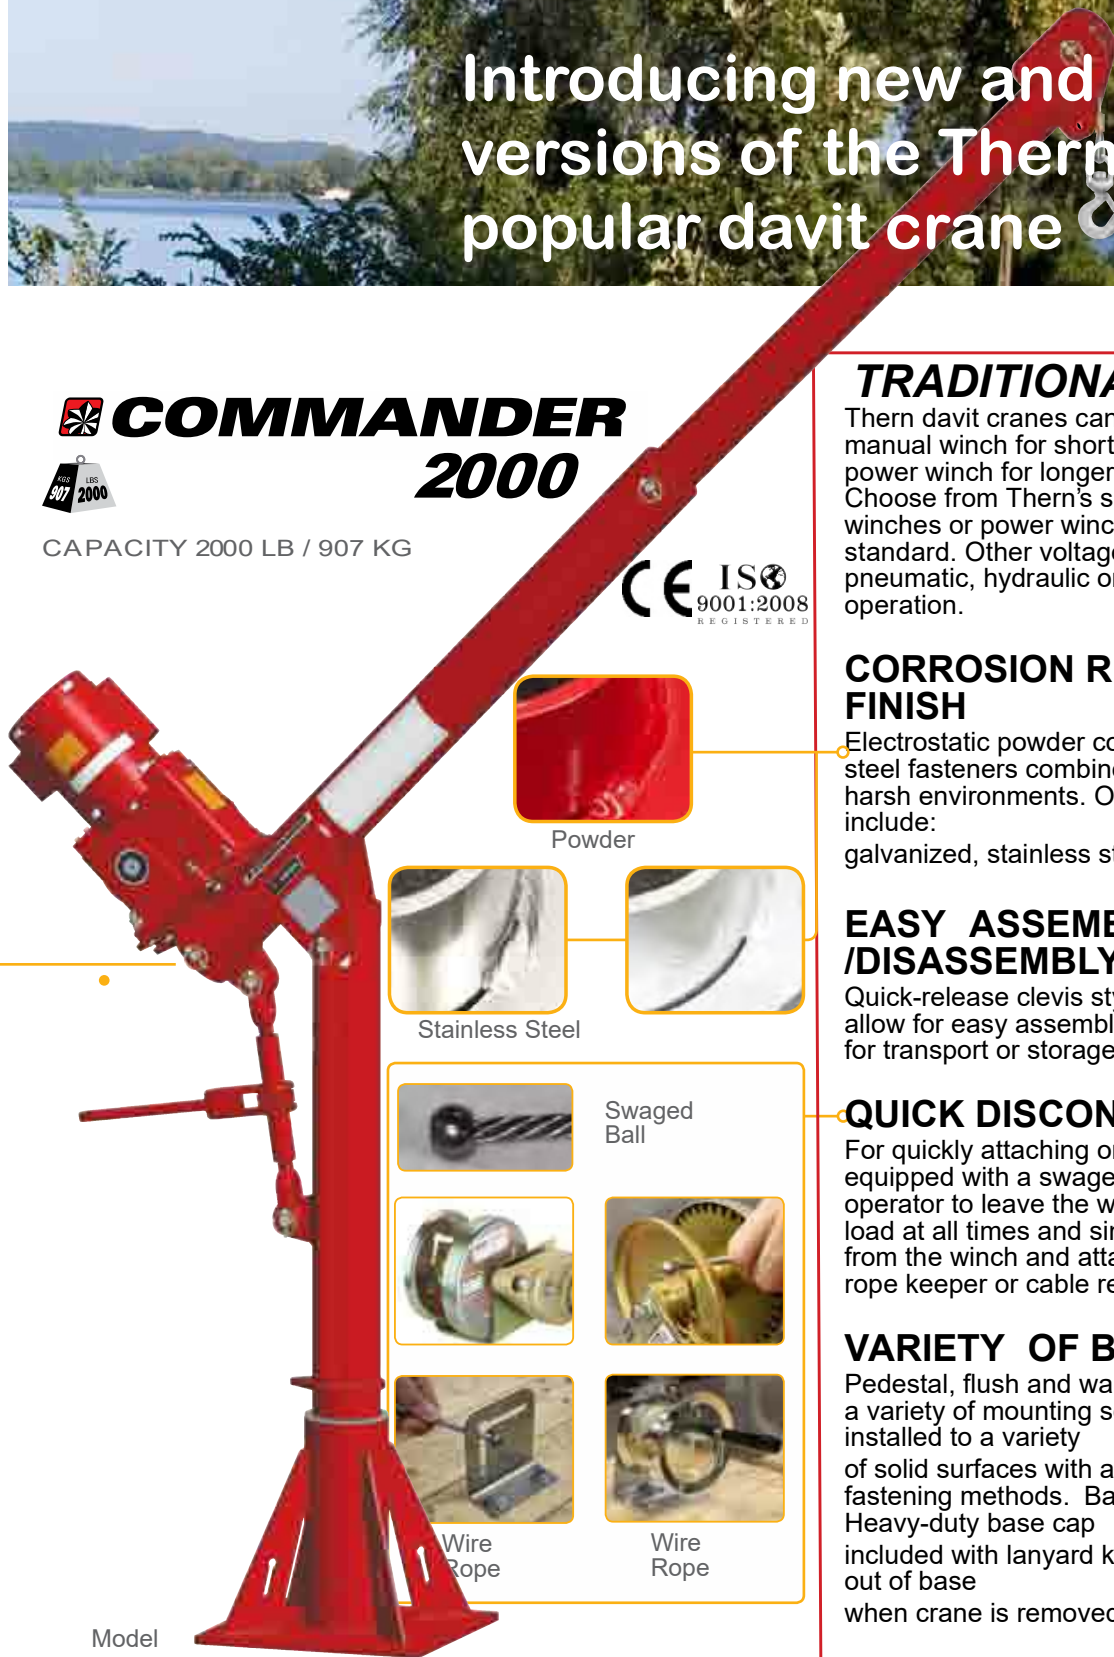 Introducing new and
versions of the Thern
popular davit crane
COMMANDER
2000
KGS
907
LBS
2000
CAPACITY 2000 LB / 907 KG
CE
ISO
9001:2008
REGISTERED
Powder
Stainless Steel
Swaged
Ball
Wire
Rope
Wire
Rope
Model
TRADITIONA
Thern davit cranes can
manual winch for short
power winch for longer
Choose from Thern’s s
winches or power winc
standard. Other voltage
pneumatic, hydraulic or
operation.
CORROSION R
FINISH
Electrostatic powder co
steel fasteners combine
harsh environments. O
include:
galvanized, stainless st
EASY ASSEMB
/DISASSEMBLY
Quick-release clevis sty
allow for easy assembl
for transport or storage
QUICK DISCON
For quickly attaching or
equipped with a swage
operator to leave the w
load at all times and sim
from the winch and atta
rope keeper or cable re
VARIETY OF B
Pedestal, flush and wa
a variety of mounting s
installed to a variety
of solid surfaces with a
fastening methods. Ba
Heavy-duty base cap
included with lanyard k
out of base
when crane is removed